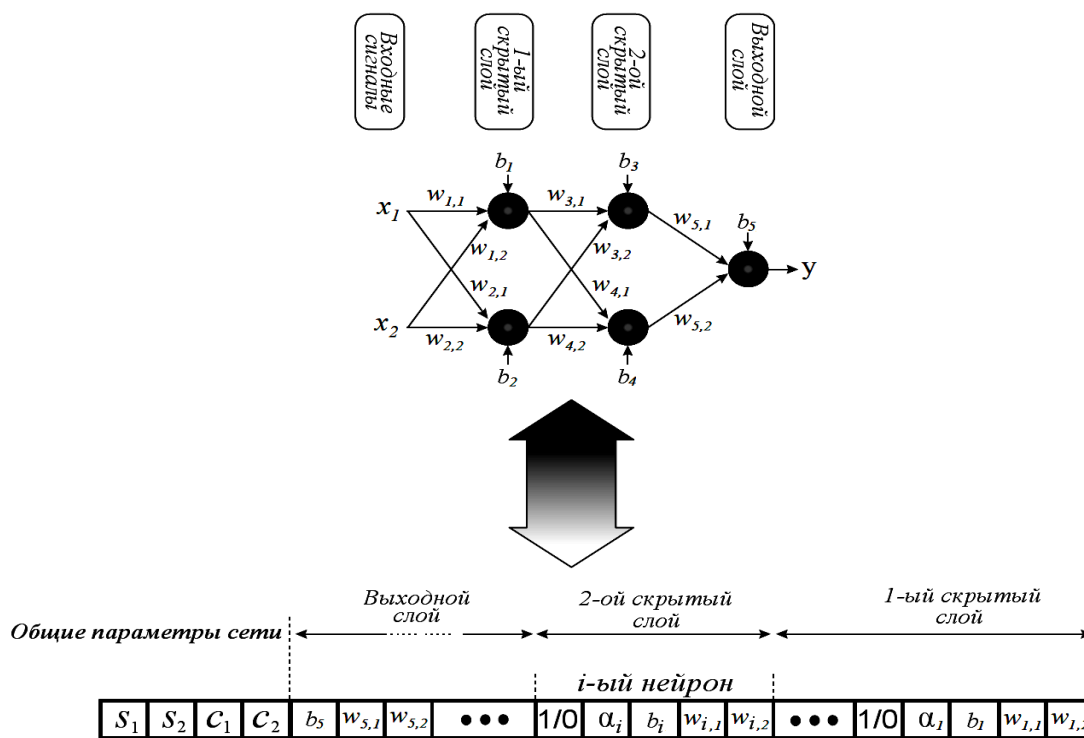 Входные
сигналы
1-ый
скрытый
слой
2-ой
скрытый
слой
Выходной
слой
b1
b3
x1
w1,1
w3,1
w5,1
b5
w1,2
w3,2
y
w2,1
w4,1
x2
w2,2
w4,2
w5,2
b2
b4
Выходной
слой
2-ой скрытый
слой
1-ый скрытый
слой
Общие параметры сети
i-ый нейрон
S1 S2 C1 C2 b5 w5,1 w5,2 ••• 1/0 αi bi wi,1 wi,2 ••• 1/0 α1 b1 w1,1 w1,2